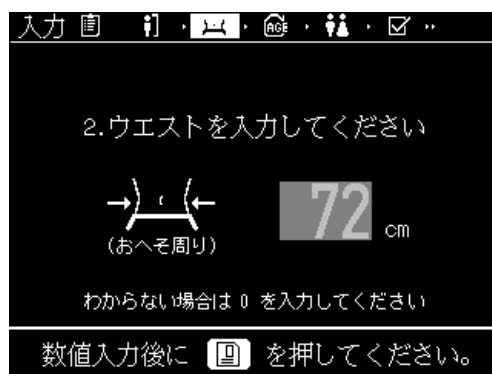 入力 AGE
2.ウエストを入力してください
72 cm
(おへそ周り)
わからない場合は 0 を入力してください
数値入力後に を押してください。